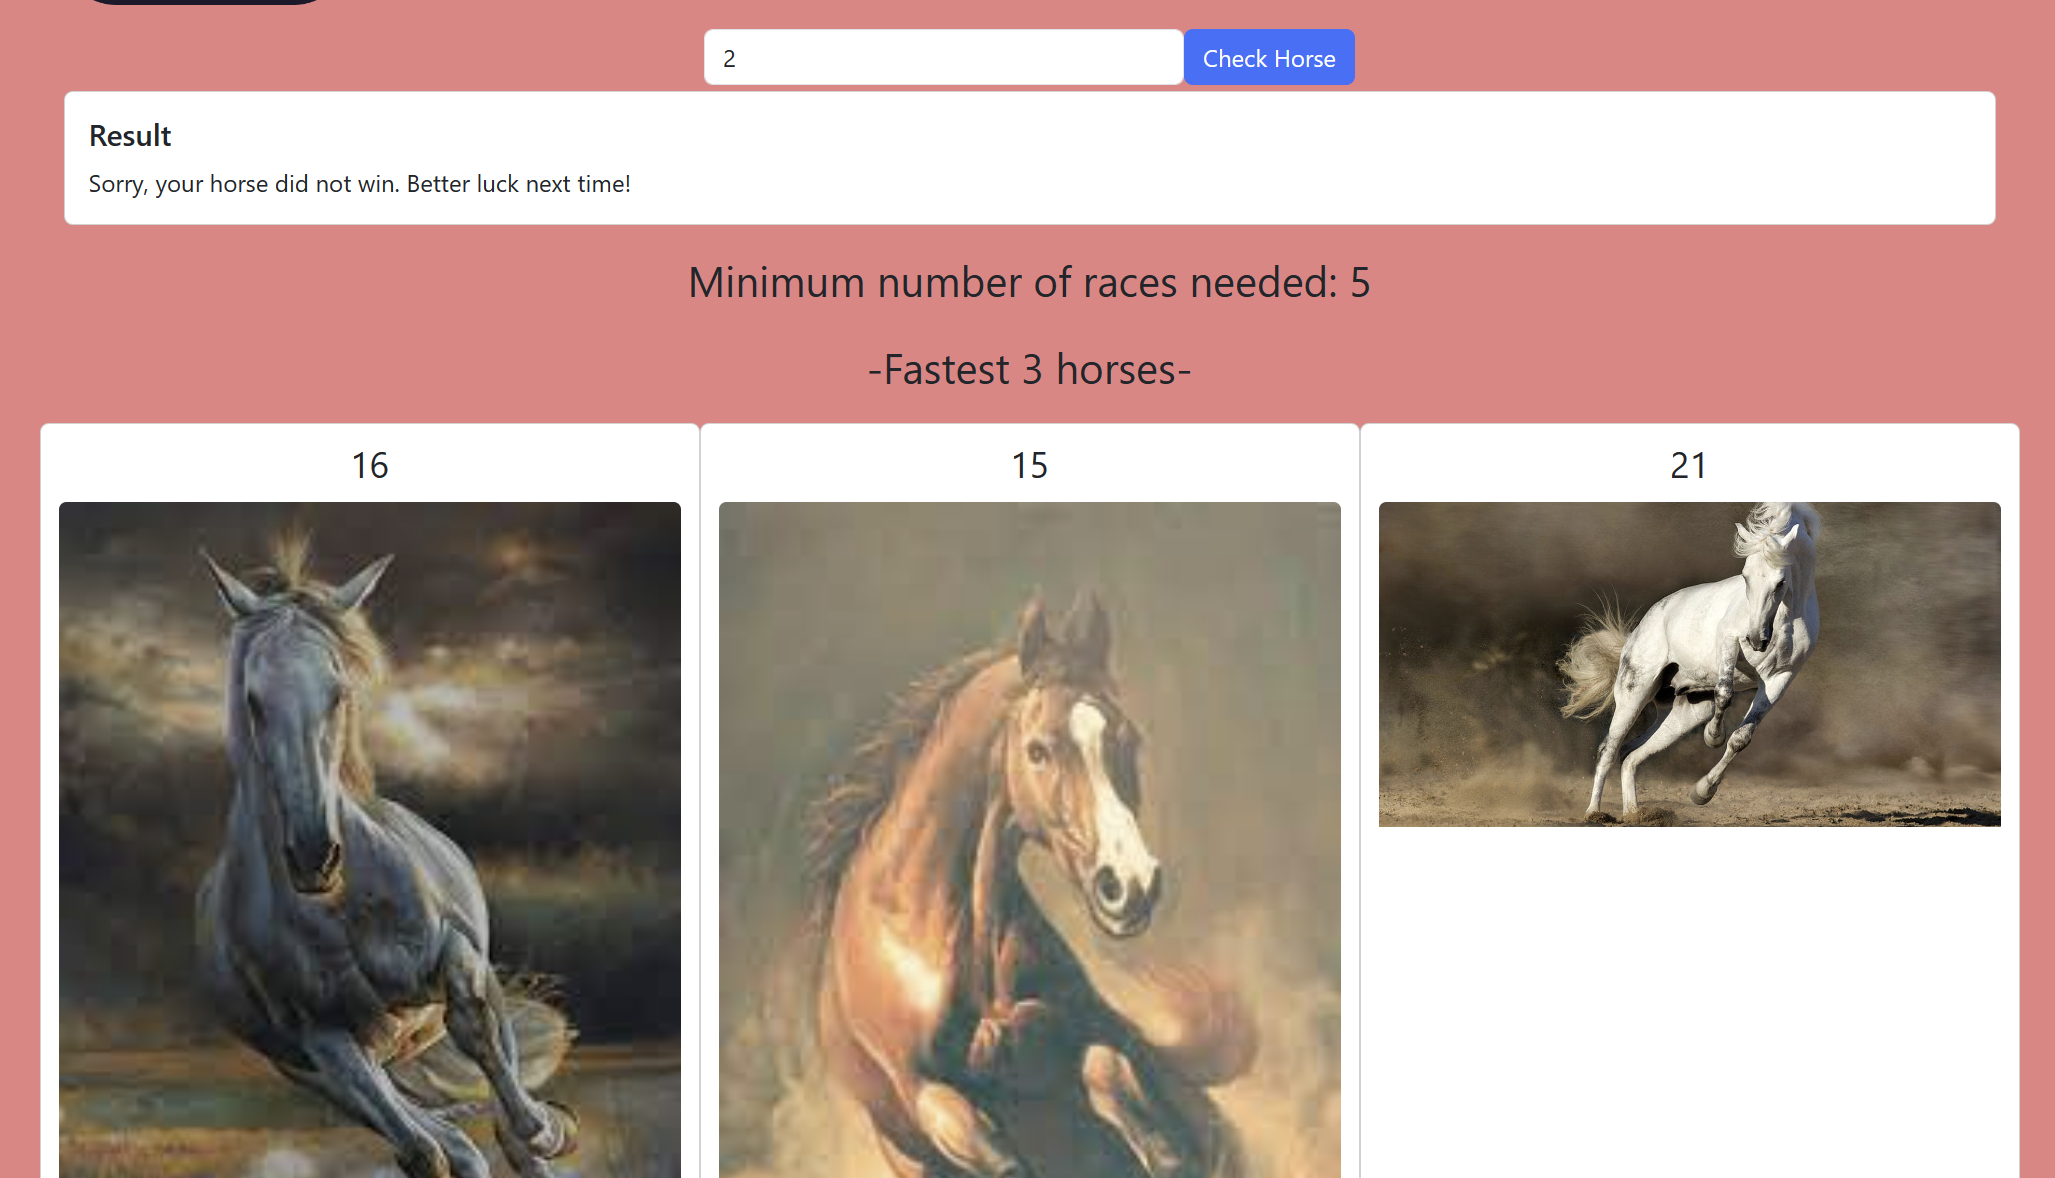 2
Check Horse
Result
Sorry, your horse did not win. Better luck next time!
Minimum number of races needed: 5
-Fastest 3 horses-
16
15
21